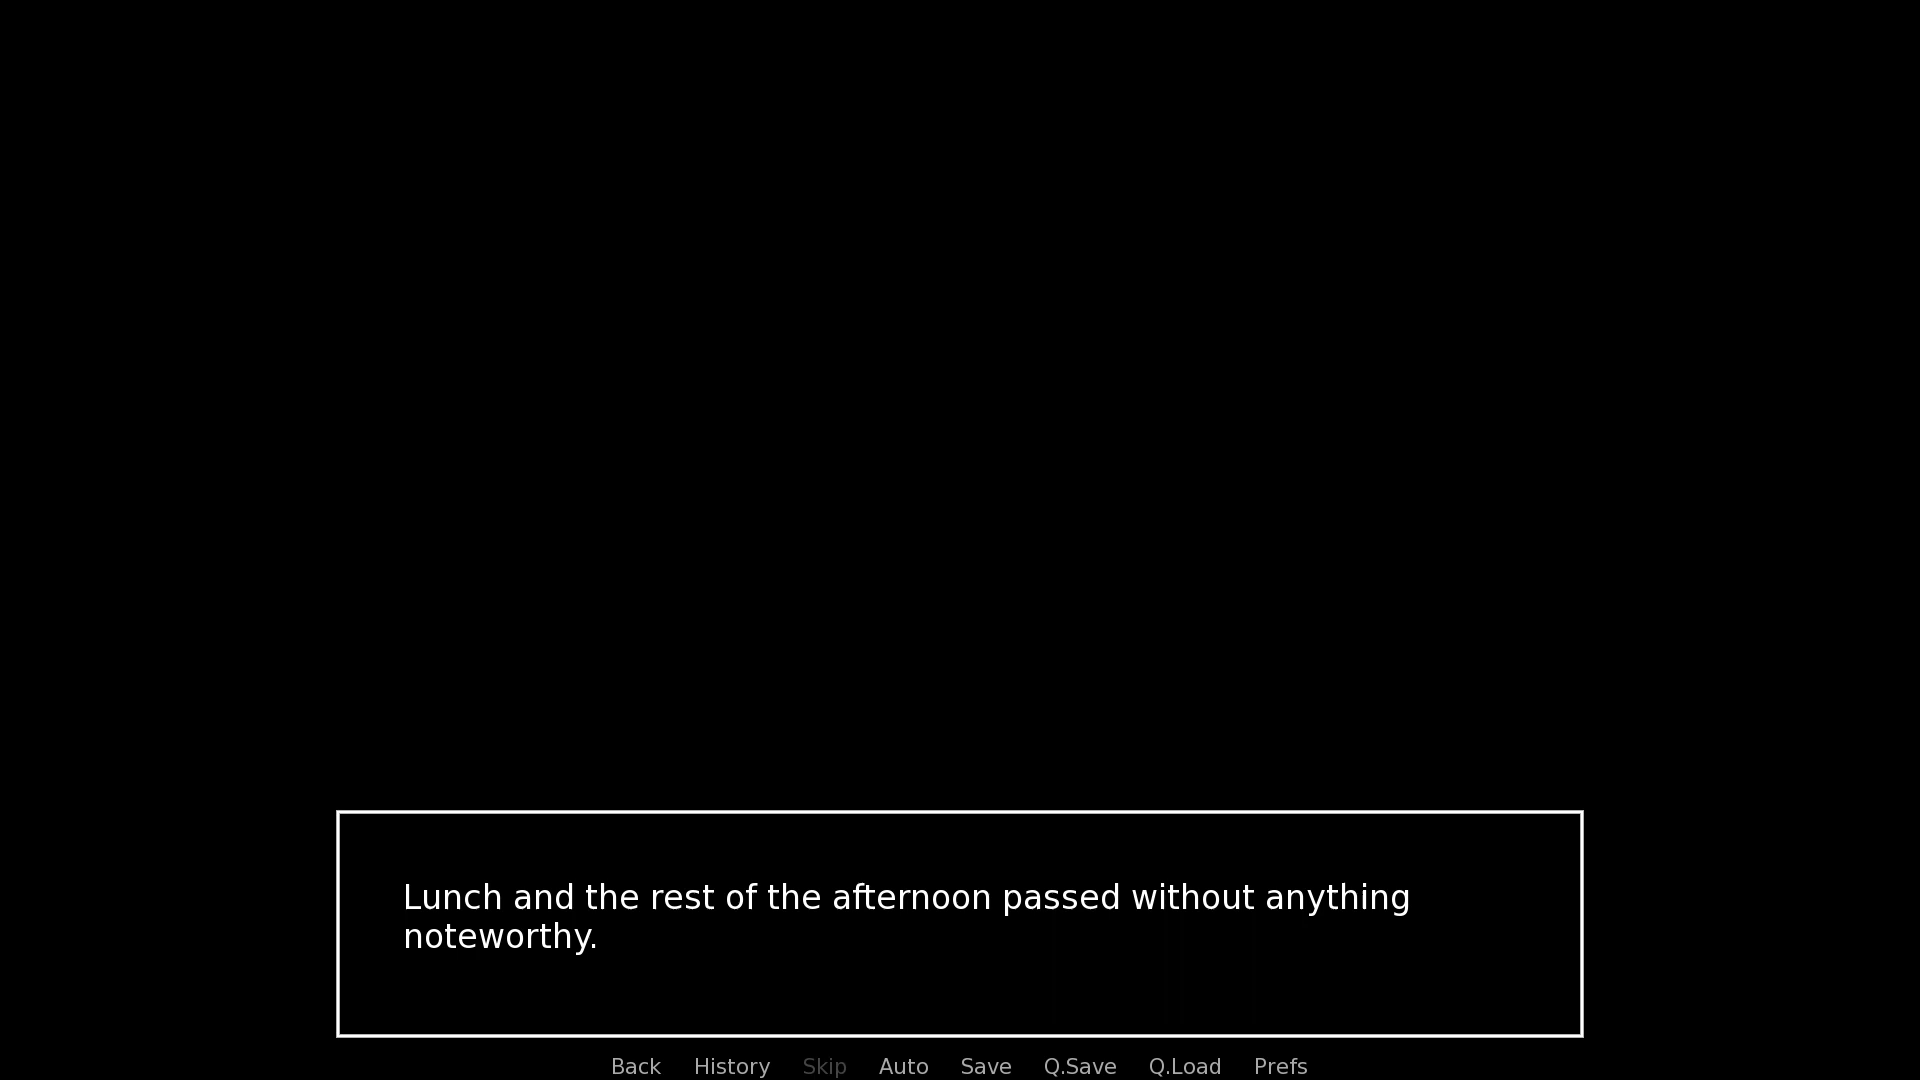 Lunch and the rest of the afternoon passed without anything
noteworthy.
Back History Skip Auto Save Q.Save Q.Load Prefs